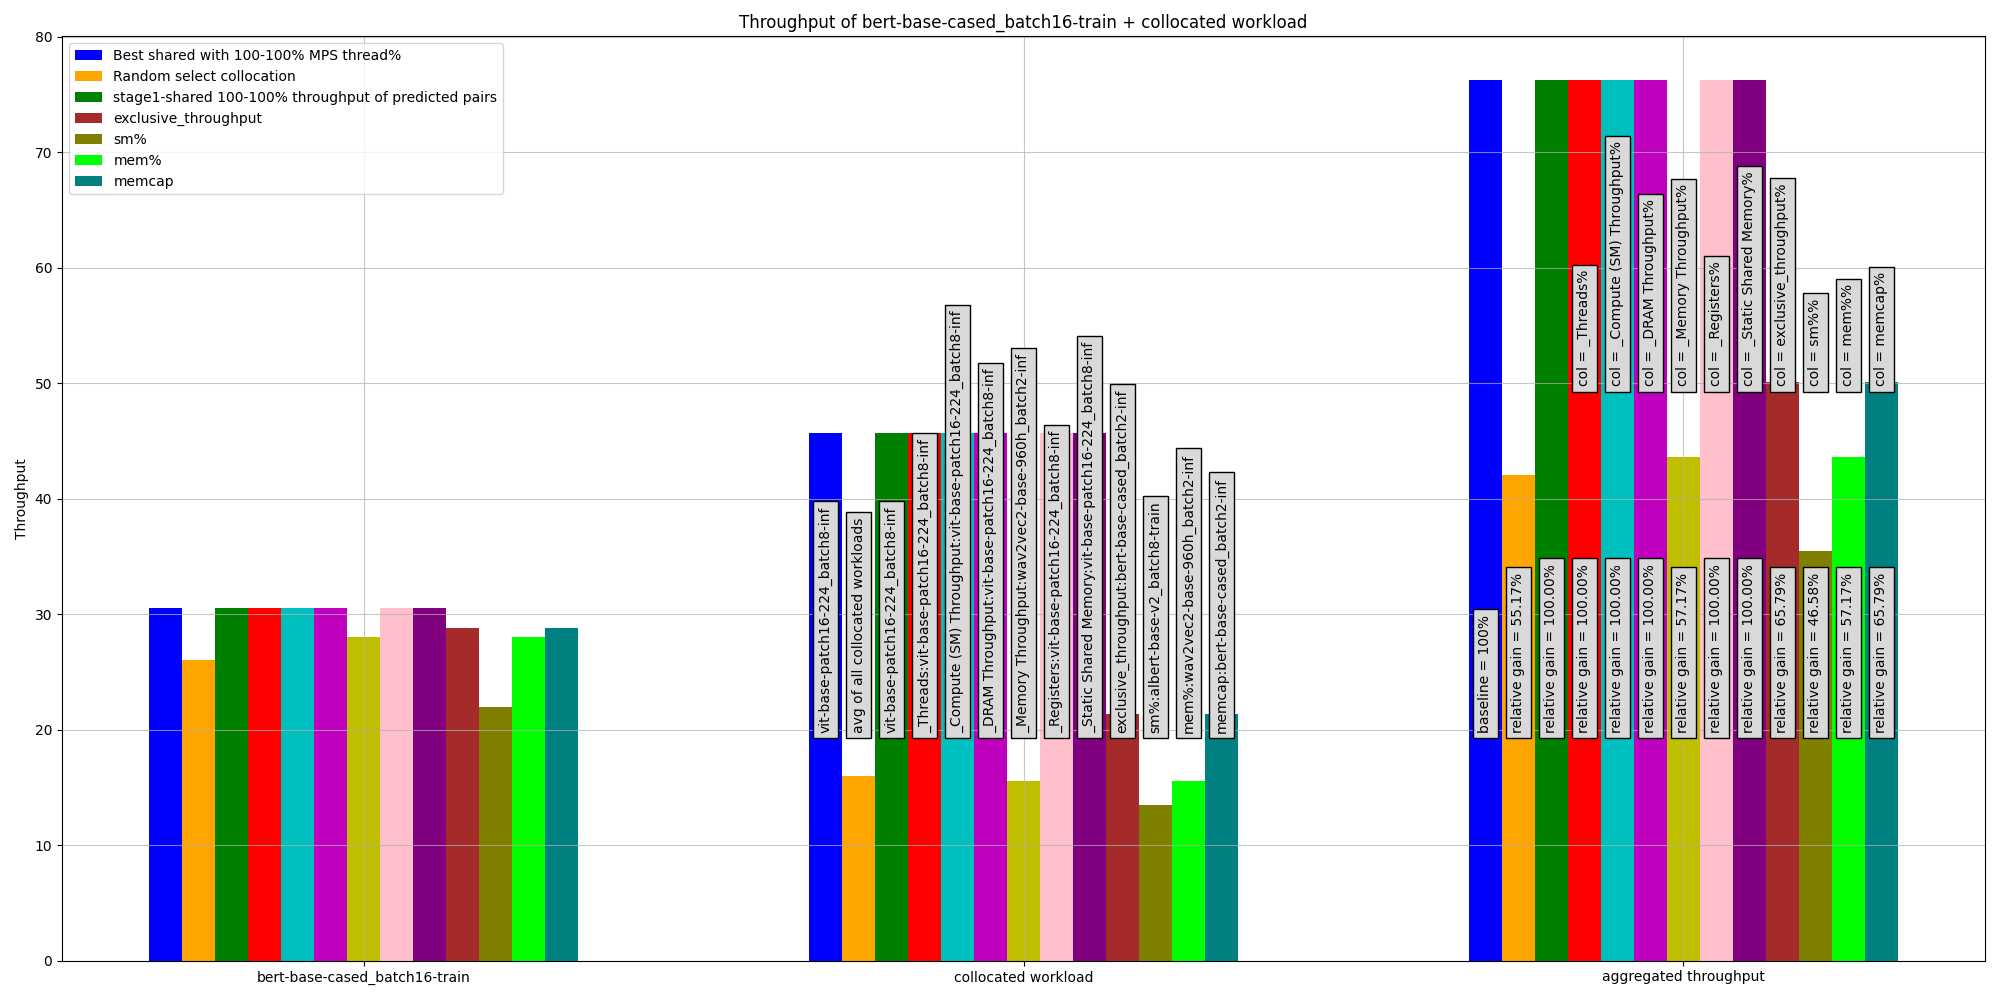 Throughput of bert-base-cased_batch16-train + collocated workload
Best shared with 100-100% MPS thread%
Random select collocation
stage1-shared 100-100% throughput of predicted pairs
exclusive_throughput
sm%
mem%
memcap
Throughput
80
70
60
50
40
30
20
10
0
vit-base-patch16-224_batch8-inf
avg of all collocated workloads
vit-base-patch16-224_batch8-inf
_Threads:vit-base-patch16-224_batch8-inf
_Compute (SM) Throughput:vit-base-patch16-224_batch8-inf
_DRAM Throughput:vit-base-patch16-224_batch8-inf
_Memory Throughput:wav2vec2-base-960h_batch2-inf
_Registers:vit-base-patch16-224_batch8-inf
_Static Shared Memory:vit-base-patch16-224_batch8-inf
exclusive_throughput:bert-base-cased_batch2-inf
sm%:albert-base-v2_batch8-train
mem%:wav2vec2-base-960h_batch2-inf
memcap:bert-base-cased_batch2-inf
col = _Threads%
col = _Compute (SM) Throughput%
col = _DRAM Throughput%
col = _Memory Throughput%
col = _Registers%
col = _Static Shared Memory%
col = exclusive_throughput%
col = sm%%
col = mem%%
col = memcap%
baseline = 100%
relative gain = 55.17%
relative gain = 100.00%
relative gain = 100.00%
relative gain = 100.00%
relative gain = 100.00%
relative gain = 57.17%
relative gain = 100.00%
relative gain = 100.00%
relative gain = 65.79%
relative gain = 46.58%
relative gain = 57.17%
relative gain = 65.79%
bert-base-cased_batch16-train
collocated workload
aggregated throughput